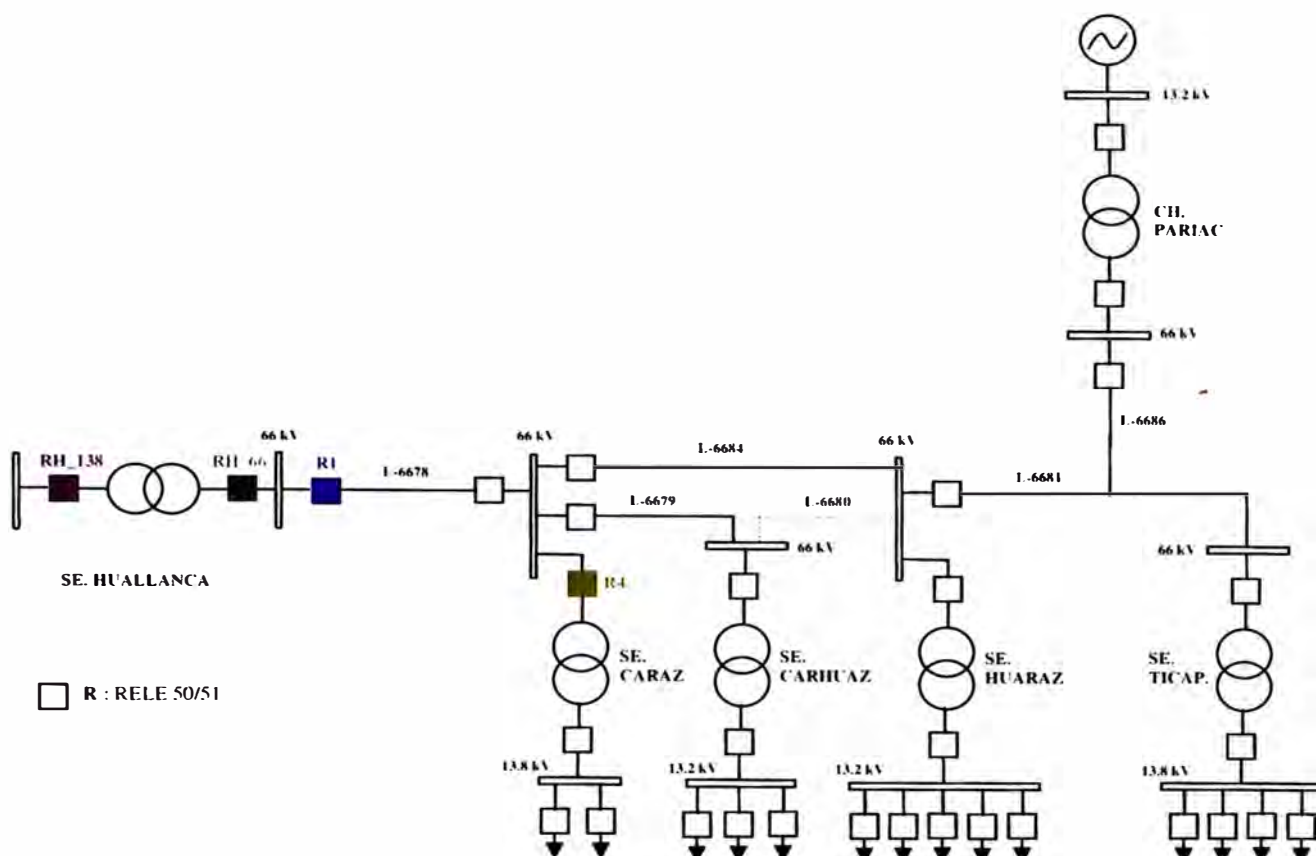 13.2 kV
CH.
PARIAC
66 kV
L-6686
66 kV
RH_138
RH_66
R1
L-6678
66 kV
L-6684
66 kV
L-6679
L-6680
L-6681
66 kV
66 kV
SE. HUALLANCA
R4
SE.
CARAZ
SE.
CARHUAZ
SE.
HUARAZ
SE.
TICAP.
R : RELE 50/51
13.8 kV
13.2 kV
13.2 kV
13.8 kV